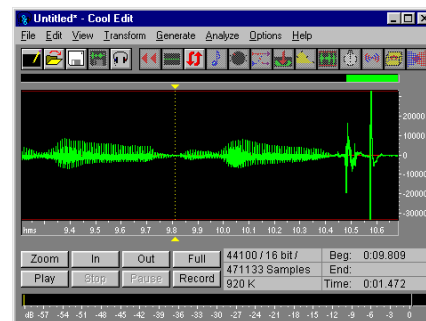 Untitled* - Cool Edit
File Edit View Transform Generate Analyze Options Help
20000
10000
0
-10000
-20000
-30000
hms 9.4 9.5 9.6 9.7 9.8 9.9 10.0 10.1 10.2 10.3 10.4 10.5 10.6
Zoom In Out Full 44100 / 16 bit / Beg: 0:09.809
471133 Samples End:
Play Stop Pause Record 920 K Time: 0:01.472
dB -57 -54 -51 -48 -45 -42 -39 -36 -33 -30 -27 -24 -21 -18 -15 -12 -9 -6 -3 0